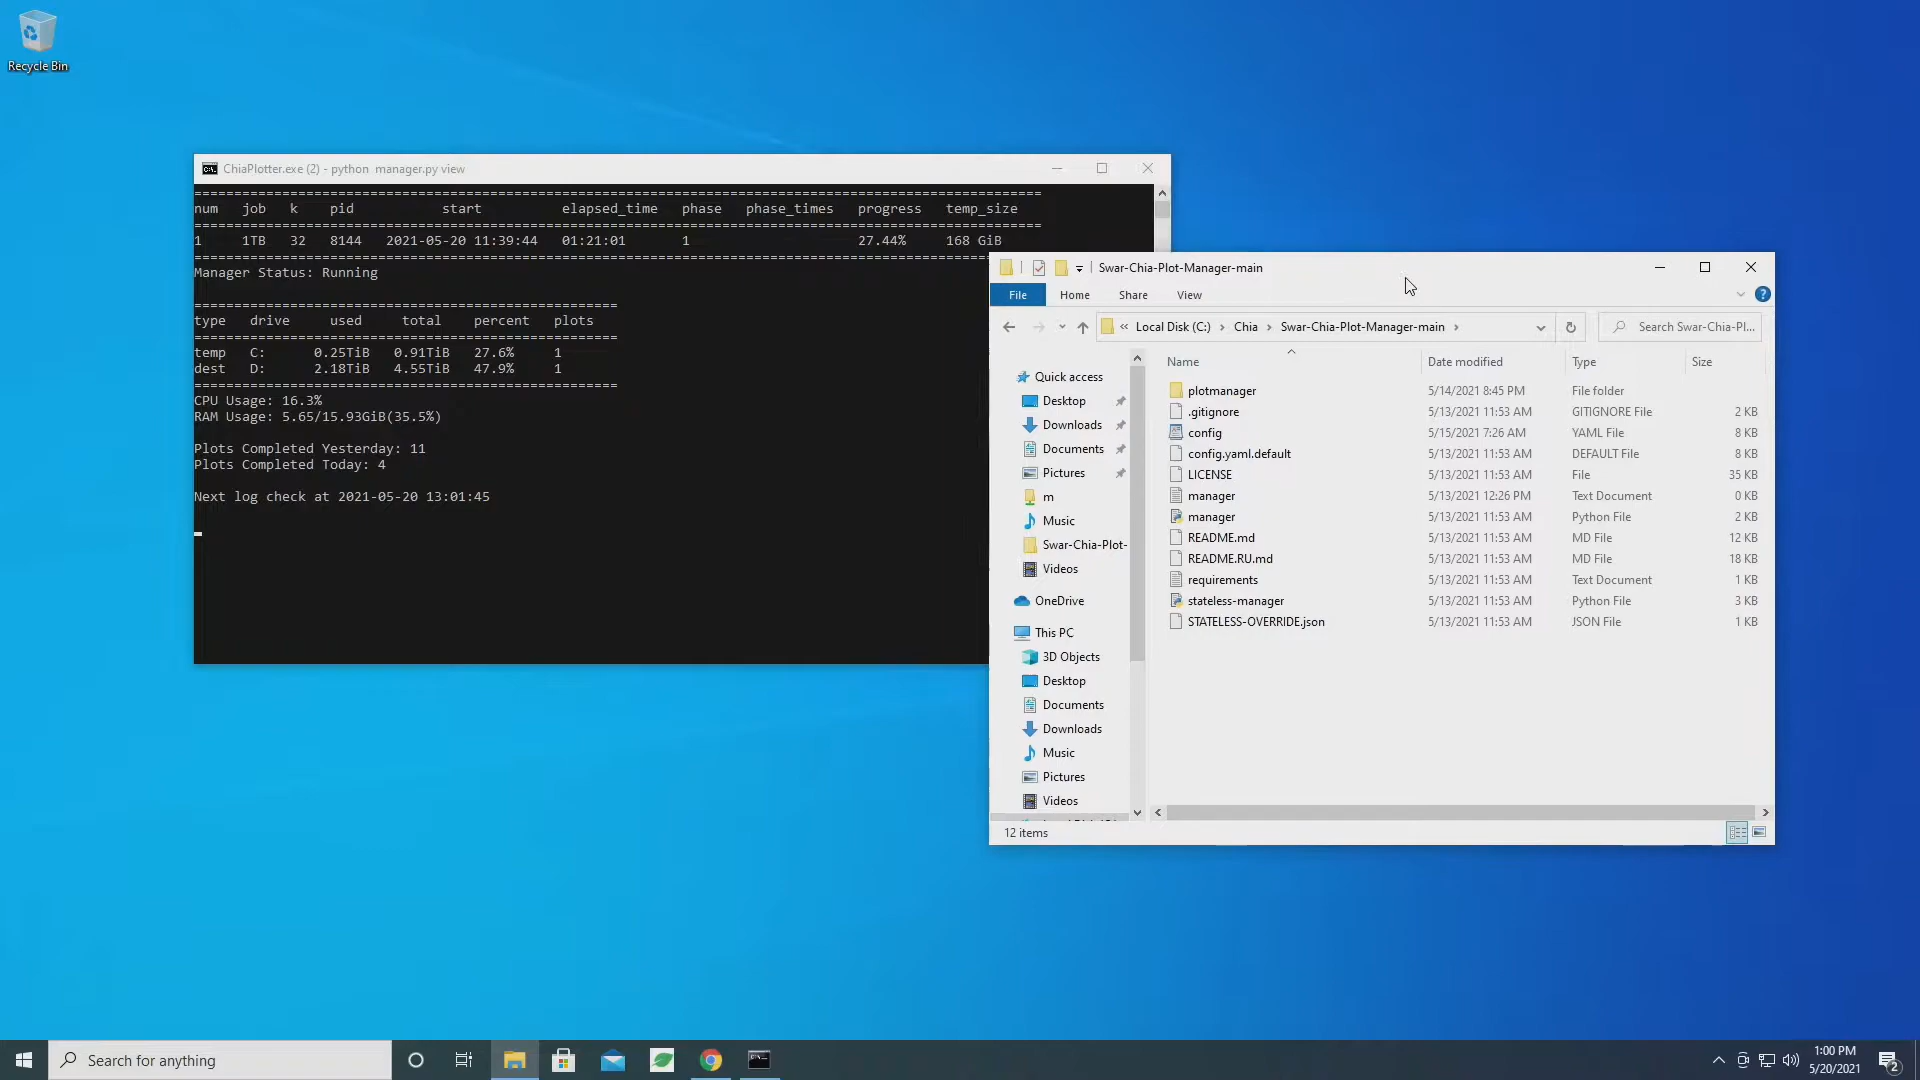 Recycle Bin
ChiaPlotter.exe (2) - python  manager.py view
num job k pid start elapsed_time phase phase_times progress temp_size
1 1TB 32 8144 2021-05-20 11:39:44 01:21:01 1 27.44% 168 GiB
Manager Status: Running
type drive used total percent plots
temp C: 0.25TiB 0.91TiB 27.6% 1
dest D: 2.18TiB 4.55TiB 47.9% 1
CPU Usage: 16.3%
RAM Usage: 5.65/15.93GiB(35.5%)
Plots Completed Yesterday: 11
Plots Completed Today: 4
Next log check at 2021-05-20 13:01:45
Swar-Chia-Plot-Manager-main
File Home Share View
« Local Disk (C:) › Chia › Swar-Chia-Plot-Manager-main ›
Search Swar-Chia-Pl...
Quick access
Desktop
Downloads
Documents
Pictures
m
Music
Swar-Chia-Plot-
Videos
OneDrive
This PC
3D Objects
Desktop
Documents
Downloads
Music
Pictures
Videos
Name Date modified Type Size
plotmanager 5/14/2021 8:45 PM File folder
.gitignore 5/13/2021 11:53 AM GITIGNORE File 2 KB
config 5/15/2021 7:26 AM YAML File 8 KB
config.yaml.default 5/13/2021 11:53 AM DEFAULT File 8 KB
LICENSE 5/13/2021 11:53 AM File 35 KB
manager 5/13/2021 12:26 PM Text Document 0 KB
manager 5/13/2021 11:53 AM Python File 2 KB
README.md 5/13/2021 11:53 AM MD File 12 KB
README.RU.md 5/13/2021 11:53 AM MD File 18 KB
requirements 5/13/2021 11:53 AM Text Document 1 KB
stateless-manager 5/13/2021 11:53 AM Python File 3 KB
STATELESS-OVERRIDE.json 5/13/2021 11:53 AM JSON File 1 KB
12 items
Search for anything
1:00 PM
5/20/2021
2